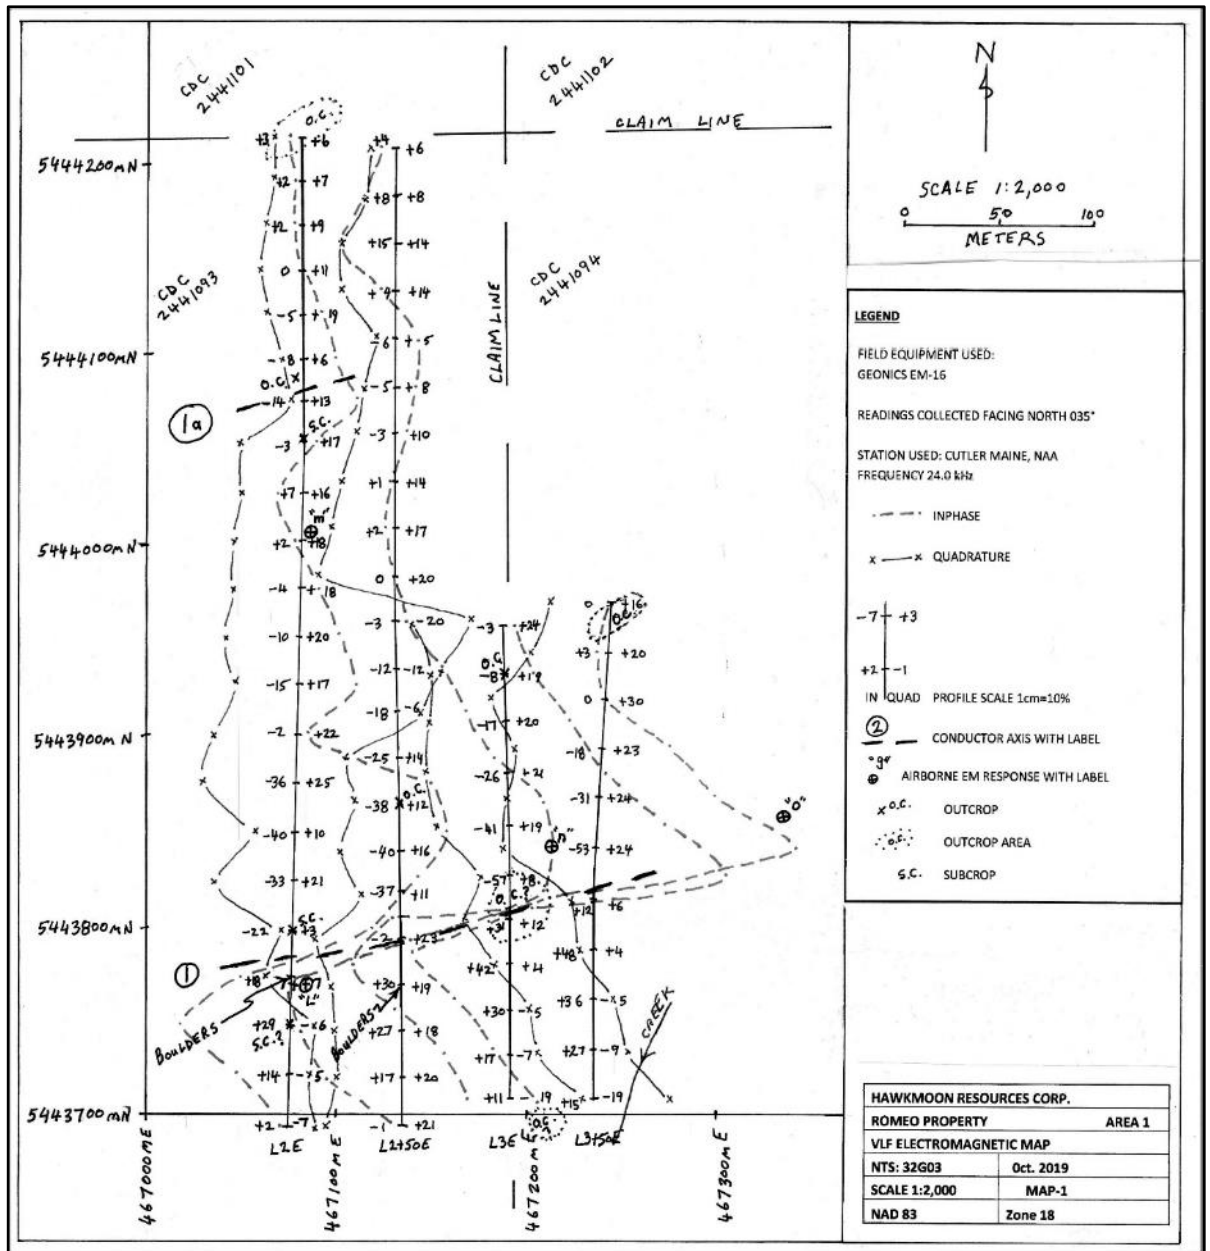 CDC
2441101
CDC
2441102
CLAIM LINE
O.C.
+3 +6
+4 +6
5444200mN
+2 +7
+8 +8
+2 +9
+15 +14
0 +11
CDC
2441093
CDC
2441094
CLAIM LINE
+4 +14
-5 +19
-6 +5
5444100mN
-8 +6
O.C.
-5 +8
-14 +13
1a
S.C.
-3 +17
-3 +10
+7 +16
+1 +14
"m"
+2 +17
5444000mN
+2 +18
0 +20
-4 +18
-3 -20
-3 +24
0 +16
O.C.
-10 +20
+3 +20
O.C.
-12 -12
-8 +19
-15 +17
0 +30
-18 -6
-17 +20
5443900mN
-2 +22
-18 +23
-25 +14
-26 +21
-36 +25
-31 +24
O.C.
-38 +12
"O"
-40 +10
-41 +19
"n"
-40 +16
-53 +24
-33 +21
-37 +11
-57 +8
O.C.?
+12 +6
5443800mN
S.C.
-22 +3
-2 +23
+31 +12
+48 +4
1
+8 +7
"L"
+30 +19
+42 +4
+36 -5
BOULDERS
BOULDERS
CREEK
+29 -6
S.C.?
+27 +18
+30 -5
+27 -9
+17 -7
+14 -5
+17 +20
+11 -19
+15 -19
5443700mN
O.C.
+2 -7
-1 +21
L2E
L2+50E
L3E
L3+50E
467000mE
467100mE
467200mE
467300mE
N
SCALE 1:2,000
0 50 100
METERS
LEGEND
FIELD EQUIPMENT USED:
GEONICS EM-16
READINGS COLLECTED FACING NORTH 035°
STATION USED: CUTLER MAINE, NAA
FREQUENCY 24.0 kHz
INPHASE
x x QUADRATURE
-7 +3
+2 -1
IN QUAD PROFILE SCALE 1cm=10%
2
CONDUCTOR AXIS WITH LABEL
"g"
AIRBORNE EM RESPONSE WITH LABEL
x O.C. OUTCROP
O.C. OUTCROP AREA
S.C. SUBCROP
HAWKMOON RESOURCES CORP.
ROMEO PROPERTY AREA 1
VLF ELECTROMAGNETIC MAP
NTS: 32G03 Oct. 2019
SCALE 1:2,000 MAP-1
NAD 83 Zone 18